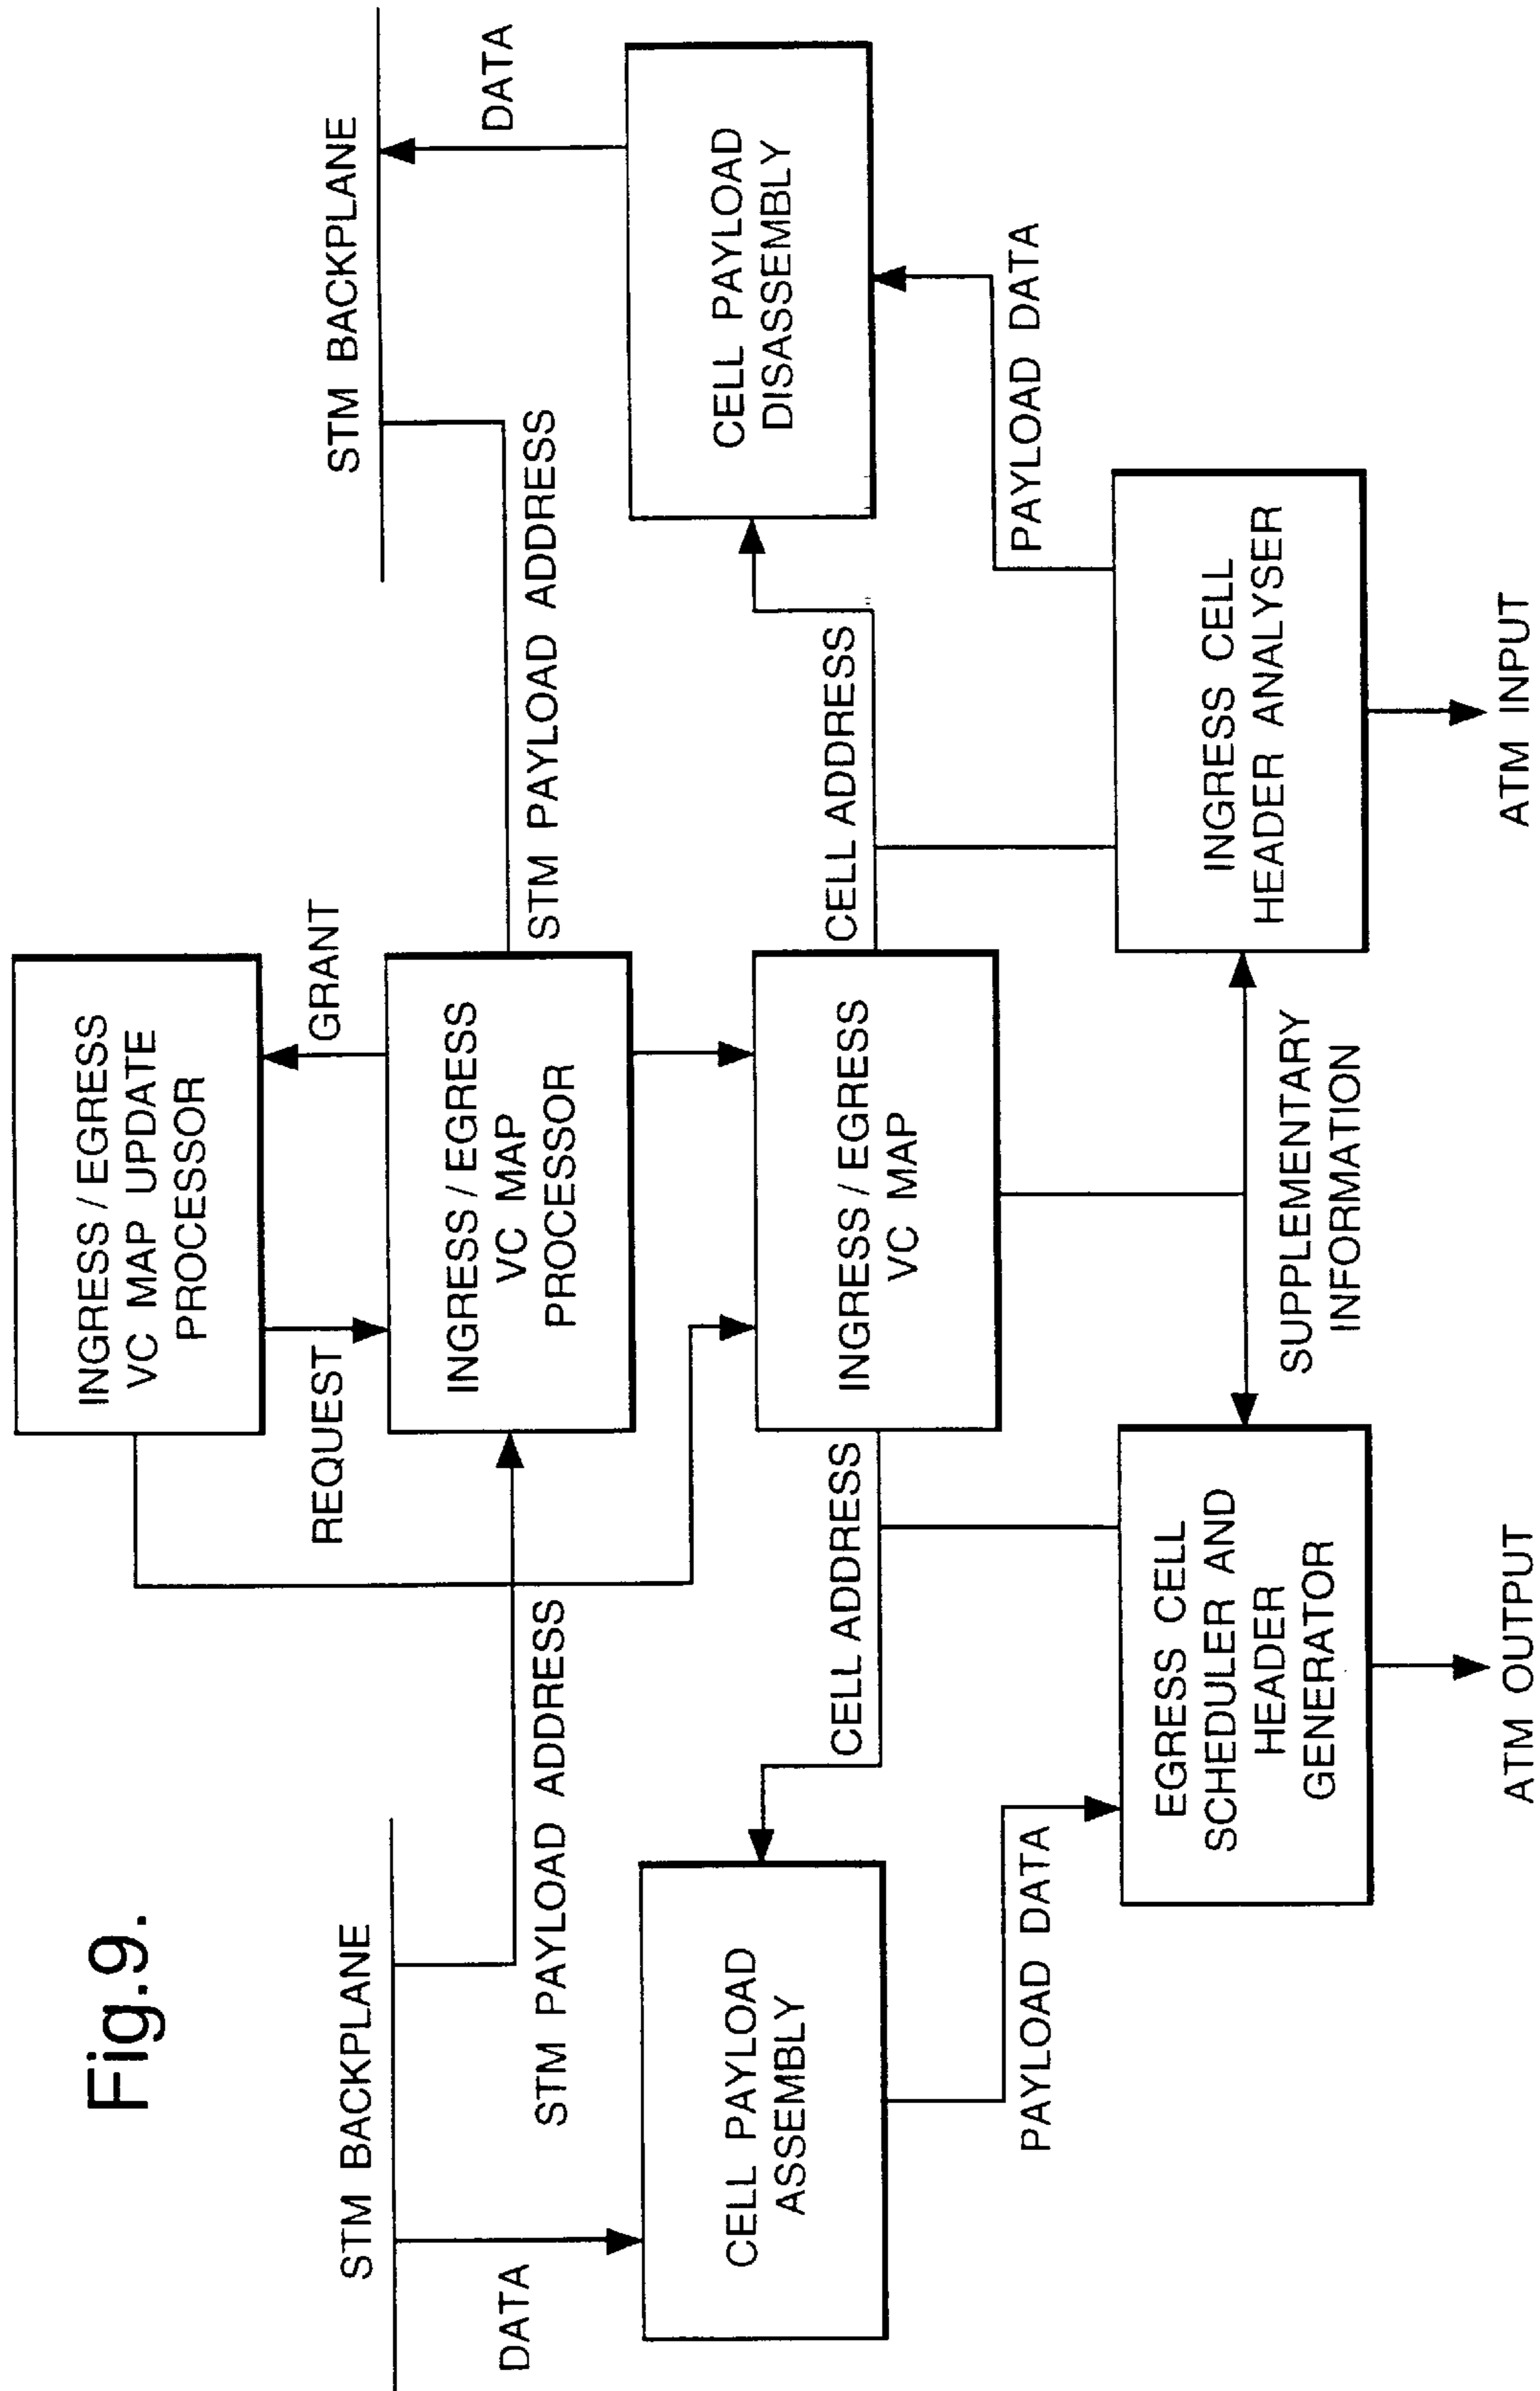 Fig.9.
INGRESS / EGRESS
VC MAP UPDATE
PROCESSOR
REQUEST
GRANT
STM BACKPLANE
STM BACKPLANE
INGRESS / EGRESS
VC MAP
PROCESSOR
DATA
STM PAYLOAD ADDRESS
STM PAYLOAD ADDRESS
DATA
CELL PAYLOAD
ASSEMBLY
CELL ADDRESS
INGRESS / EGRESS
VC MAP
CELL ADDRESS
CELL PAYLOAD
DISASSEMBLY
PAYLOAD DATA
PAYLOAD DATA
EGRESS CELL
SCHEDULER AND
HEADER
GENERATOR
SUPPLEMENTARY
INFORMATION
INGRESS CELL
HEADER ANALYSER
ATM OUTPUT
ATM INPUT